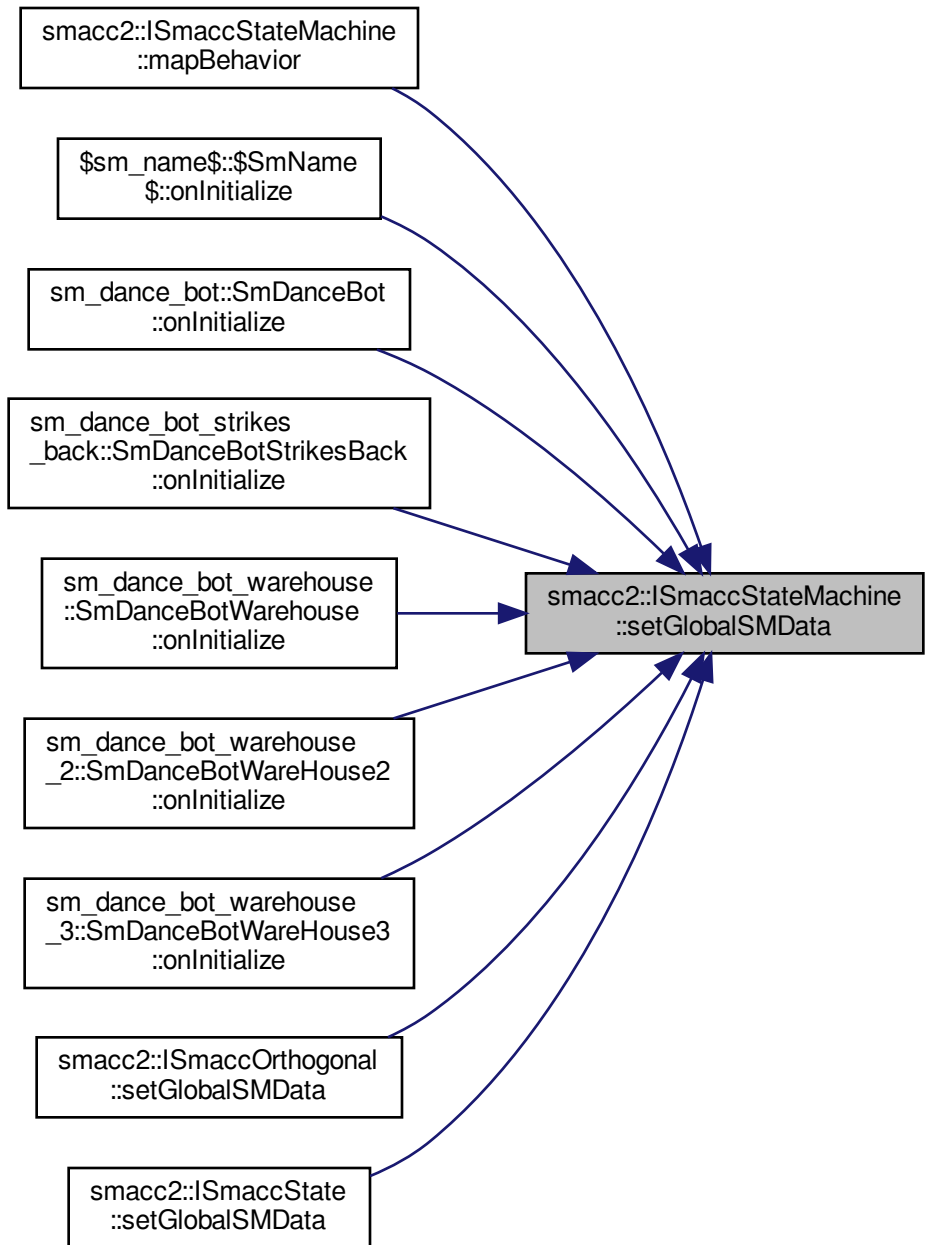 smacc2::ISmaccStateMachine
::mapBehavior
$sm_name$::$SmName
$::onInitialize
sm_dance_bot::SmDanceBot
::onInitialize
sm_dance_bot_strikes
_back::SmDanceBotStrikesBack
::onInitialize
sm_dance_bot_warehouse
::SmDanceBotWarehouse
::onInitialize
smacc2::ISmaccStateMachine
::setGlobalSMData
sm_dance_bot_warehouse
_2::SmDanceBotWareHouse2
::onInitialize
sm_dance_bot_warehouse
_3::SmDanceBotWareHouse3
::onInitialize
smacc2::ISmaccOrthogonal
::setGlobalSMData
smacc2::ISmaccState
::setGlobalSMData